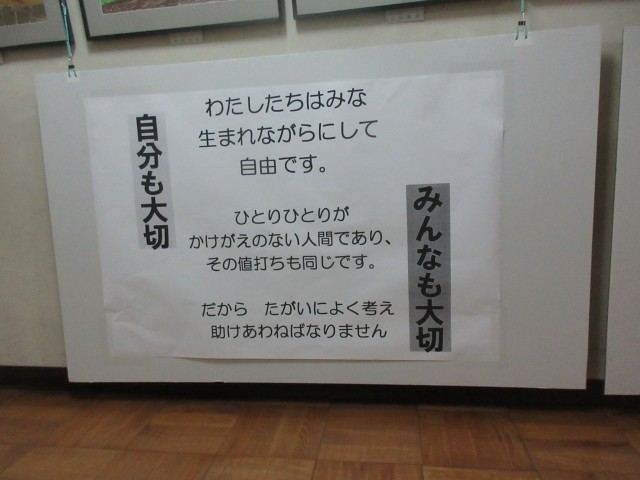 自分も大切
わたしたちはみな
生まれながらにして
自由です。
ひとりひとりが
かけがえのない人間であり、
その値打ちも同じです。
だから たがいによく考え
助けあわねばなりません
みんなも大切